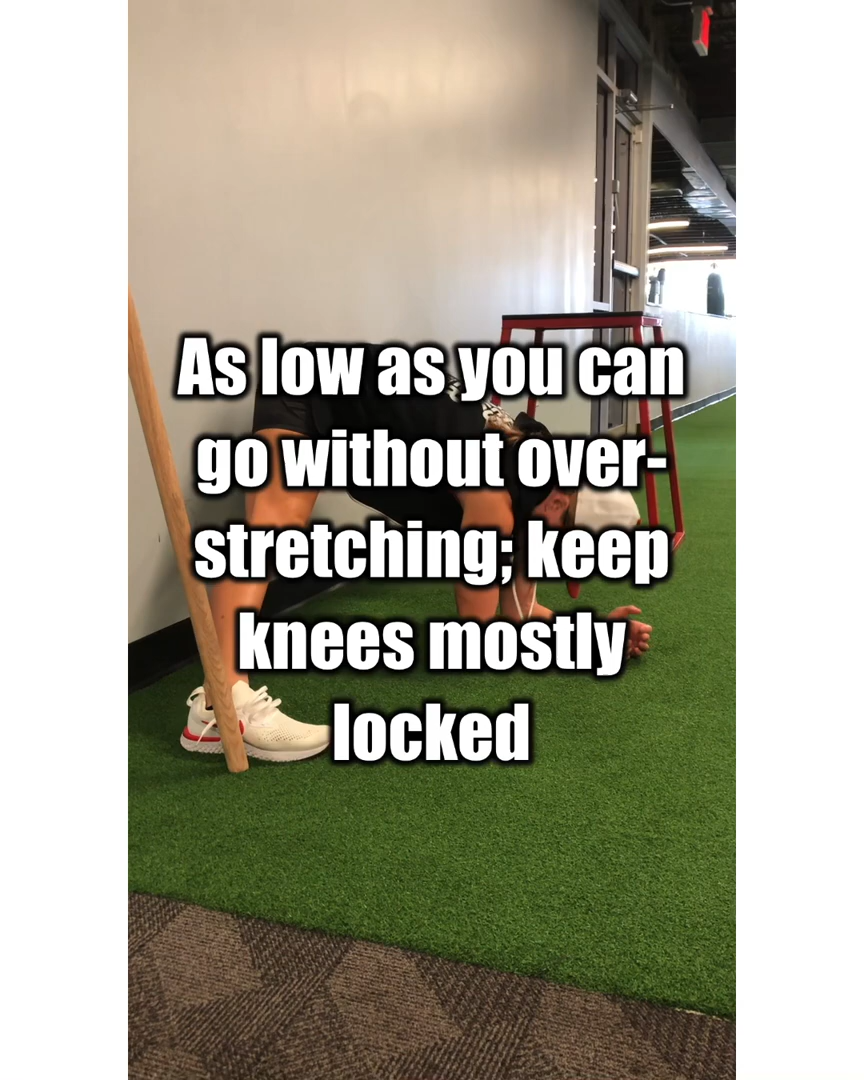 As low as you can
go without over-
stretching; keep
knees mostly
locked